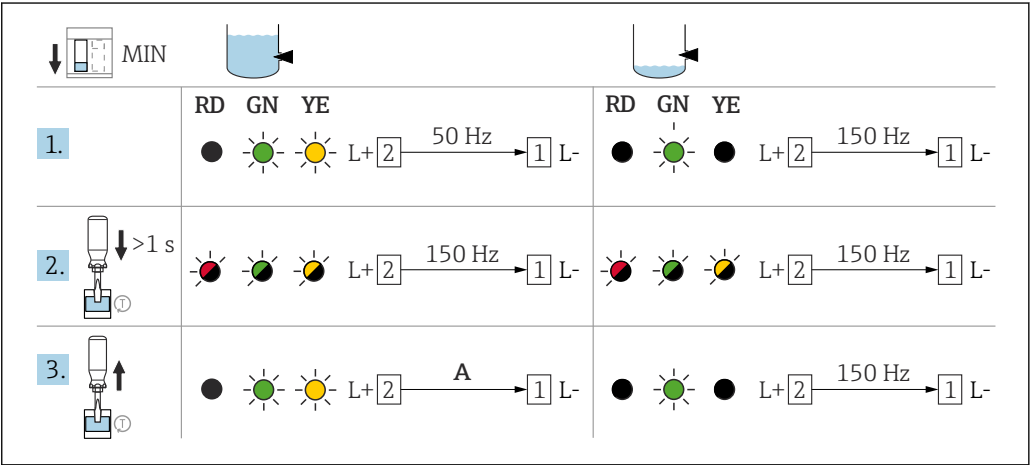 MIN
RD GN YE
RD GN YE
1.
L+ 2 50 Hz 1 L-
L+ 2 150 Hz 1 L-
2.
>1 s
T
L+ 2 150 Hz 1 L-
L+ 2 150 Hz 1 L-
3.
T
L+ 2 A 1 L-
L+ 2 150 Hz 1 L-